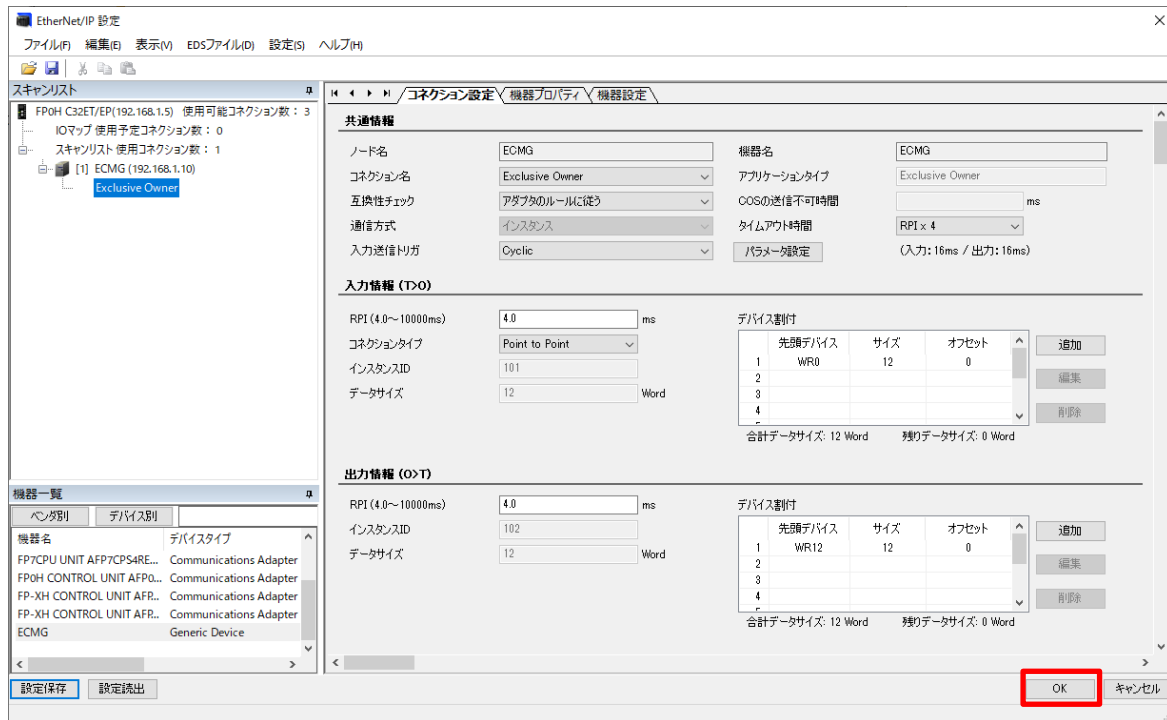 EtherNet/IP 設定
ファイル(F) 編集(E) 表示(V) EDSファイル(D) 設定(S) ヘルプ(H)
スキャンリスト
FP0H C32ET/EP(192.168.1.5) 使用可能コネクション数： 3
IOマップ 使用予定コネクション数： 0
スキャンリスト 使用コネクション数： 1
[1] ECMG (192.168.1.10)
Exclusive Owner
機器一覧
ベンダ別 デバイス別
機器名 デバイスタイプ
FP7CPU UNIT AFP7CPS4RE... Communications Adapter
FP0H CONTROL UNIT AFP0... Communications Adapter
FP-XH CONTROL UNIT AFP... Communications Adapter
FP-XH CONTROL UNIT AFP... Communications Adapter
ECMG Generic Device
設定保存 設定読出
コネクション設定 機器プロパティ 機器設定
共通情報
ノード名 ECMG 機器名 ECMG
コネクション名 Exclusive Owner アプリケーションタイプ Exclusive Owner
互換性チェック アダプタのルールに従う COSの送信不可時間 ms
通信方式 インスタンス タイムアウト時間 RPI x 4
入力送信トリガ Cyclic パラメータ設定 (入力:16ms / 出力:16ms)
入力情報 (T>O)
RPI (4.0～10000ms) 4.0 ms デバイス割付
コネクションタイプ Point to Point
インスタンスID 101
データサイズ 12 Word
先頭デバイス サイズ オフセット 追加
1 WR0 12 0
2 編集
3
4 削除
合計データサイズ: 12 Word 残りデータサイズ: 0 Word
出力情報 (O>T)
RPI (4.0～10000ms) 4.0 ms デバイス割付
インスタンスID 102
データサイズ 12 Word
先頭デバイス サイズ オフセット 追加
1 WR12 12 0
2 編集
3
4 削除
合計データサイズ: 12 Word 残りデータサイズ: 0 Word
OK キャンセル